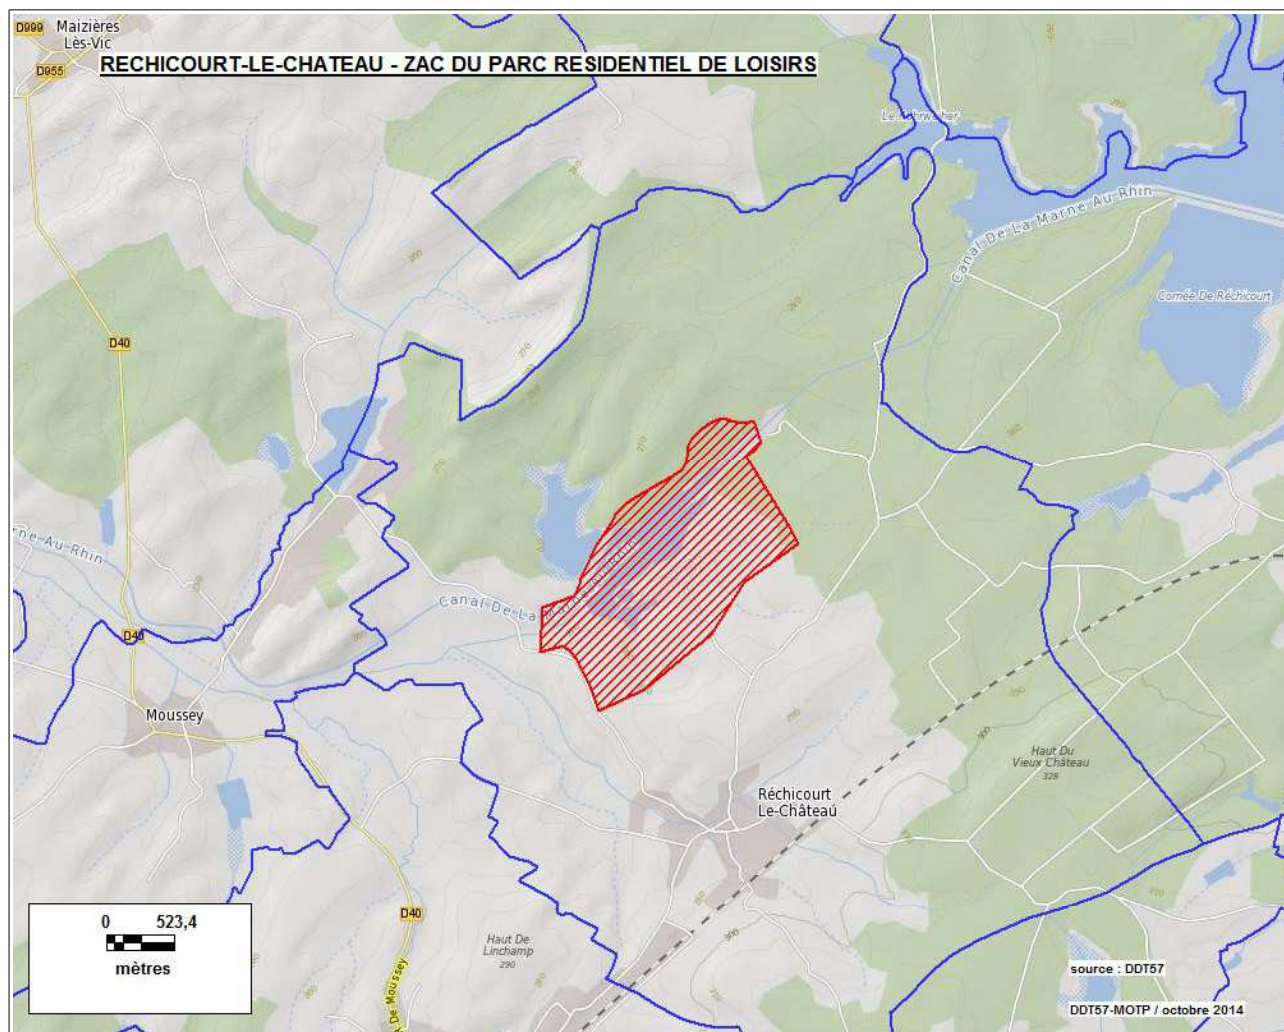 D999
Maizières
Lès-Vic
D955
RECHICOURT-LE-CHATEAU - ZAC DU PARC RESIDENTIEL DE LOISIRS
Canal De La Marne Au Rhin
Cornée De Réchicourt
D40
rne Au Rhin
Canal De La Marne Au Rhin
D40
Moussey
Haut Du
Vieux Château
328
Réchicourt
Le-Château
D40
Haut De
Linchamp
290
De Moussey
0 523,4
mètres
source : DDT57
DDT57-MOTP / octobre 2014